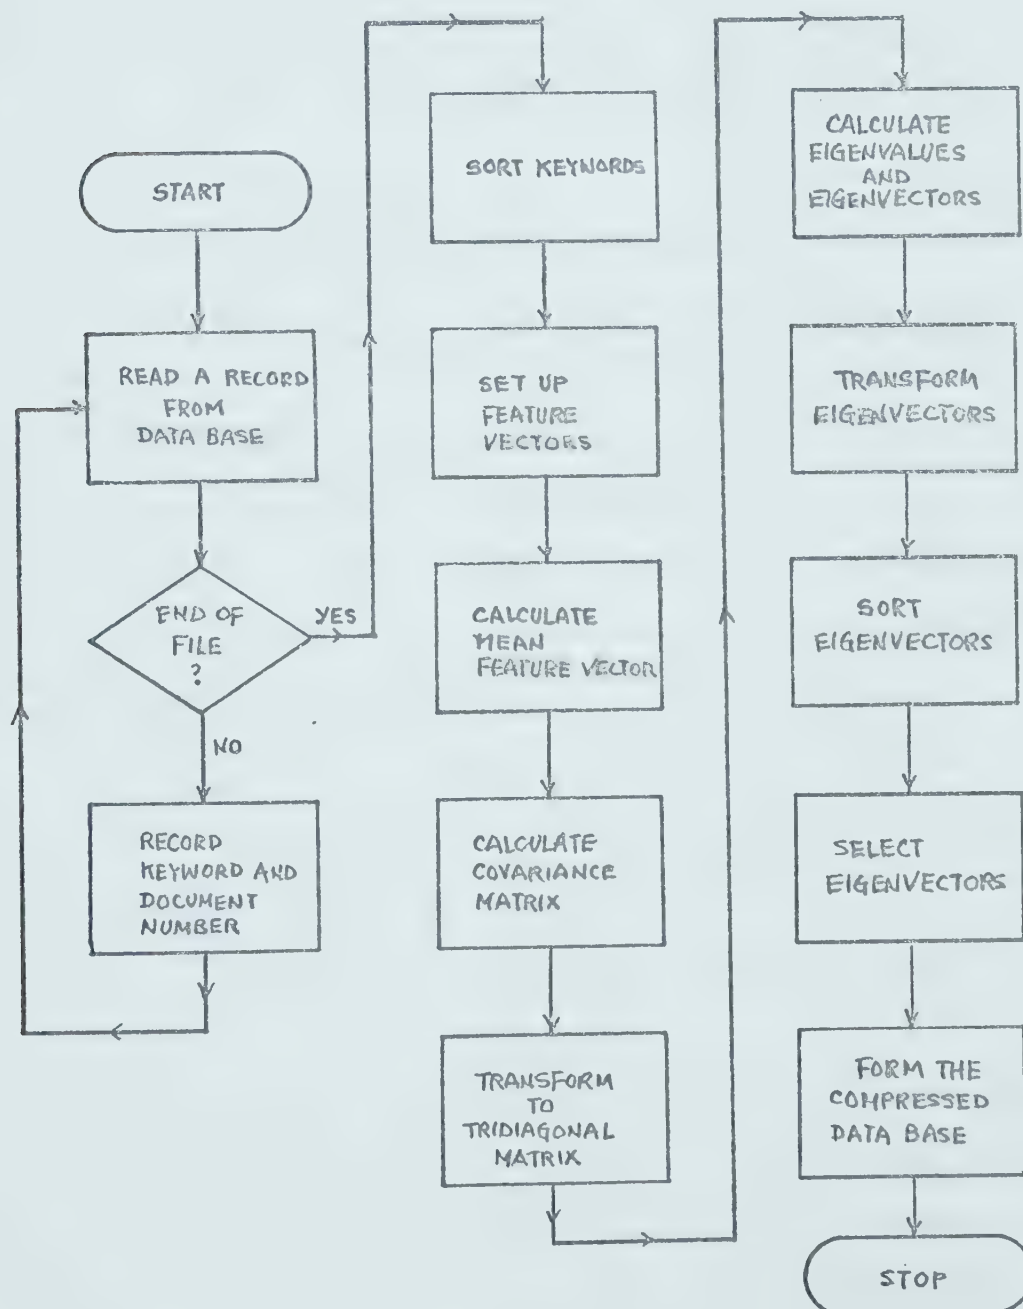 START
READ A RECORD
FROM
DATA BASE
END OF
FILE
?
YES
NO
RECORD
KEYWORD AND
DOCUMENT
NUMBER
SORT KEYWORDS
SET UP
FEATURE
VECTORS
CALCULATE
MEAN
FEATURE VECTOR
CALCULATE
COVARIANCE
MATRIX
TRANSFORM
TO
TRIDIAGONAL
MATRIX
CALCULATE
EIGENVALUES
AND
EIGENVECTORS
TRANSFORM
EIGENVECTORS
SORT
EIGENVECTORS
SELECT
EIGENVECTORS
FORM THE
COMPRESSED
DATA BASE
STOP